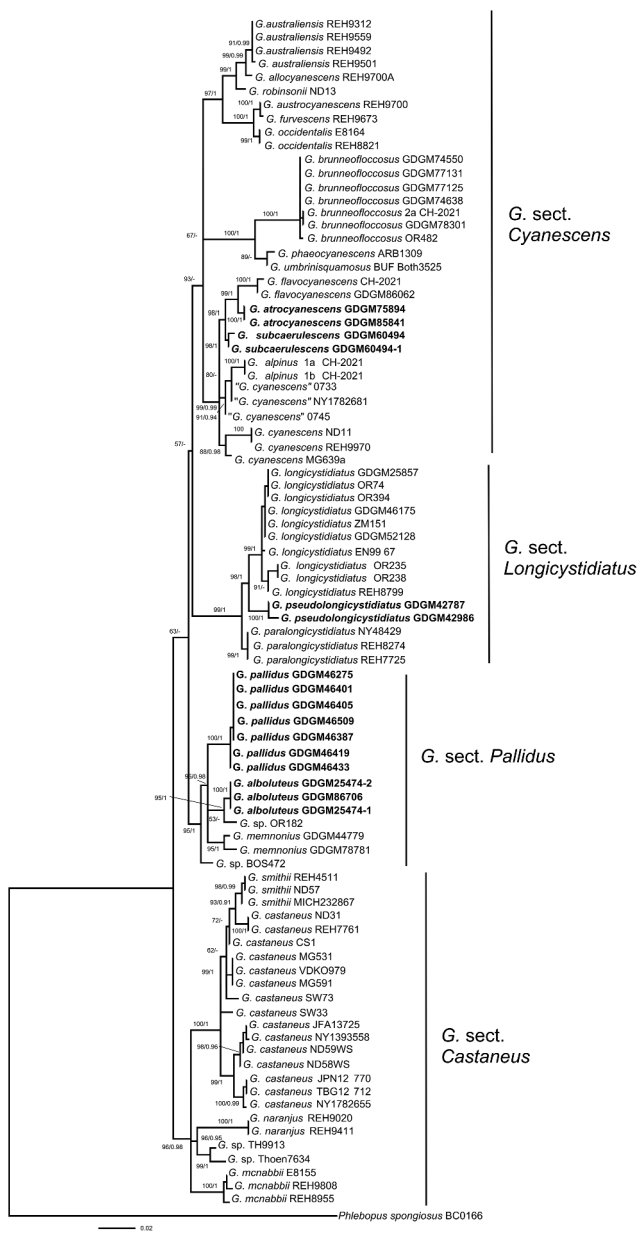 G.australiensis REH9312
G.australiensis REH9559
91/0.99
G.australiensis REH9492
99/0.99
G. australiensis REH9501
99/1
G. allocyanescens REH9700A
G. robinsonii ND13
97/1
100/1
G. austrocyanescens REH9700
100/1
G. furvescens REH9673
G. occidentalis E8164
99/1
G. occidentalis REH8821
G. brunneofloccosus GDGM74550
G. brunneofloccosus GDGM77131
G. brunneofloccosus GDGM77125
G. brunneofloccosus GDGM74638
100/1
G. brunneofloccosus 2a CH-2021
G. brunneofloccosus GDGM78301
G. brunneofloccosus OR482
67/-
100/1
G. phaeocyanescens ARB1309
89/-
G. umbrinisquamosus BUF Both3525
G. sect.
Cyanescens
93/-
100/1
G. flavocyanescens CH-2021
99/1
G. flavocyanescens GDGM86062
G. atrocyanescens GDGM75894
98/1
100/1
G. atrocyanescens GDGM85841
G. subcaerulescens GDGM60494
98/1
G. subcaerulescens GDGM60494-1
100/1
G. alpinus 1a CH-2021
80/-
G. alpinus 1b CH-2021
"G. cyanescens" 0733
99/0.99
"G. cyanescens" NY1782681
91/0.94
"G. cyanescens" 0745
100
G. cyanescens ND11
57/-
G. cyanescens REH9970
88/0.98
G. cyanescens MG639a
G. longicystidiatus GDGM25857
G. longicystidiatus OR74
G. longicystidiatus OR394
G. longicystidiatus GDGM46175
G. longicystidiatus ZM151
G. longicystidiatus GDGM52128
99/1
G. longicystidiatus EN99 67
G. longicystidiatus OR235
98/1
G. longicystidiatus OR238
91/-
G. longicystidiatus REH8799
G. sect.
Longicystidiatus
99/1
G. pseudolongicystidiatus GDGM42787
100/1
G. pseudolongicystidiatus GDGM42986
63/-
G. paralongicystidiatus NY48429
G. paralongicystidiatus REH8274
99/1
G. paralongicystidiatus REH7725
G. pallidus GDGM46275
G. pallidus GDGM46401
G. pallidus GDGM46405
G. pallidus GDGM46509
100/1
G. pallidus GDGM46387
G. pallidus GDGM46419
G. pallidus GDGM46433
G. sect. Pallidus
100/1
G. alboluteus GDGM25474-2
95/1
G. alboluteus GDGM86706
53/-
G. alboluteus GDGM25474-1
G. sp. OR182
95/1
G. memnonius GDGM44779
95/1
G. memnonius GDGM78781
G. sp. BOS472
98/0.99
G. smithii REH4511
G. smithii ND57
93/0.91
G. smithii MICH232867
72/-
G. castaneus ND31
100/1
G. castaneus REH7761
G. castaneus CS1
62/-
G. castaneus MG531
99/1
G. castaneus VDKO979
G. castaneus MG591
G. castaneus SW73
G. castaneus SW33
100/1
G. castaneus JFA13725
G. castaneus NY1393558
98/0.96
G. castaneus ND59WS
G. castaneus ND58WS
99/1
G. castaneus JPN12 770
G. castaneus TBG12 712
100/0.99
G. castaneus NY1782655
G. sect.
Castaneus
100/1
G. naranjus REH9020
G. naranjus REH9411
96/0.98
96/0.95
G. sp. TH9913
99/1
G. sp. Thoen7634
G. mcnabbii E8155
100/1
G. mcnabbii REH9808
G. mcnabbii REH8955
Phlebopus spongiosus BC0166
0.02